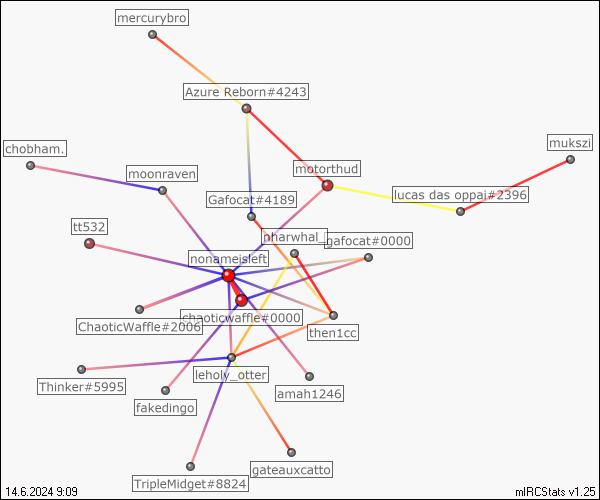 mercurybro
Azure Reborn#4243
chobham.
mukszi
moonraven
motorthud
Gafocat#4189
lucas das oppai#2396
tt532
nharwhal_
gafocat#0000
nonameisleft
chaoticwaffle#0000
ChaoticWaffle#2006
then1cc
leholy_otter
Thinker#5995
amah1246
fakedingo
gateauxcatto
TripleMidget#8824
14.6.2024 9:09
mIRCStats v1.25